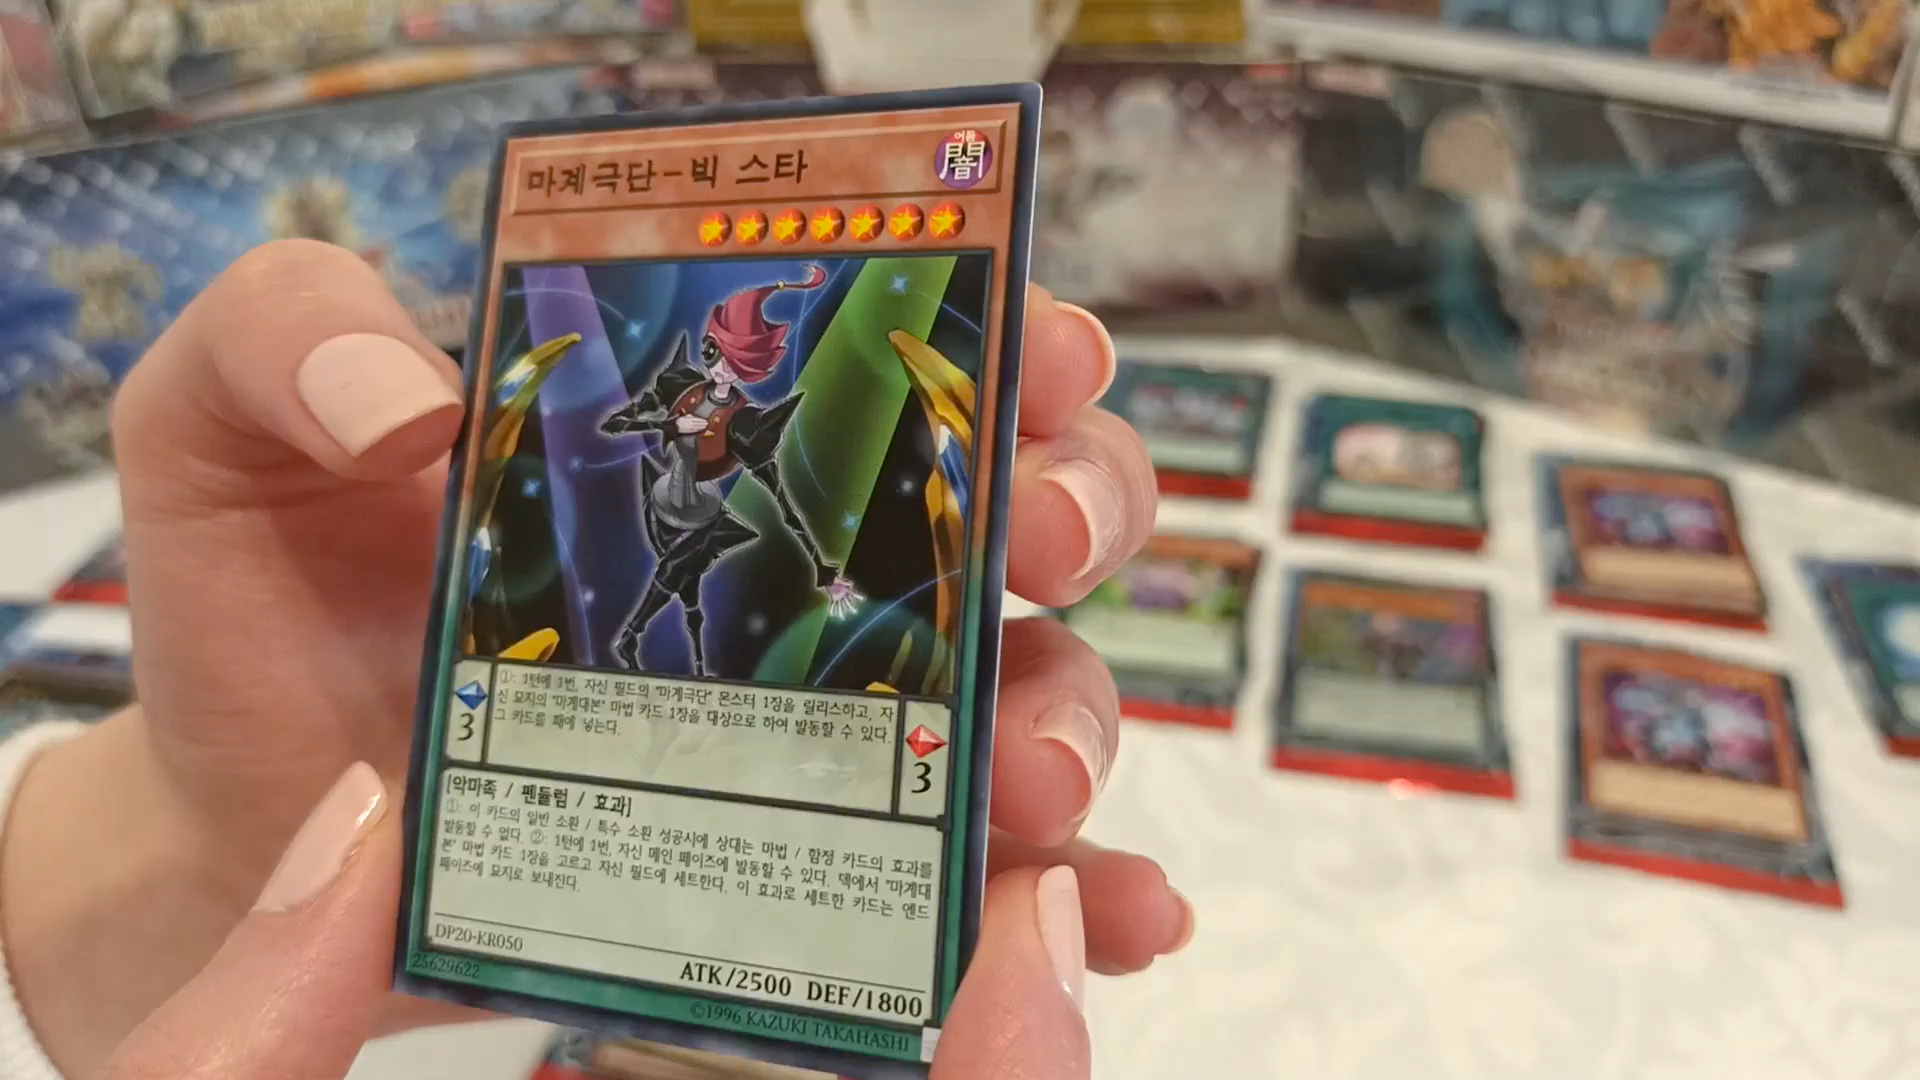 마계극단-빅 스타
어둠
闇
①: 1턴에 1번, 자신 필드의 "마계극단" 몬스터 1장을 릴리스하고, 자
신 묘지의 "마계대본" 마법 카드 1장을 대상으로 하여 발동할 수 있다.
그 카드를 패에 넣는다.
3
3
[악마족 / 펜듈럼 / 효과]
①: 이 카드의 일반 소환 / 특수 소환 성공시에 상대는 마법 / 함정 카드의 효과를
발동할 수 없다. ②: 1턴에 1번, 자신 메인 페이즈에 발동할 수 있다. 덱에서 "마계대
본" 마법 카드 1장을 고르고 자신 필드에 세트한다. 이 효과로 세트한 카드는 엔드
페이즈에 묘지로 보내진다.
DP20-KR050
ATK/2500 DEF/1800
25629622
©1996 KAZUKI TAKAHASHI